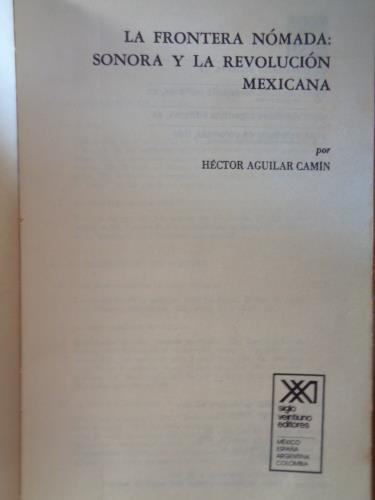 LA FRONTERA NÓMADA:
SONORA Y LA REVOLUCIÓN
MEXICANA
por
HÉCTOR AGUILAR CAMÍN
XXI
siglo
veintiuno
editores
MÉXICO
ESPAÑA
ARGENTINA
COLOMBIA